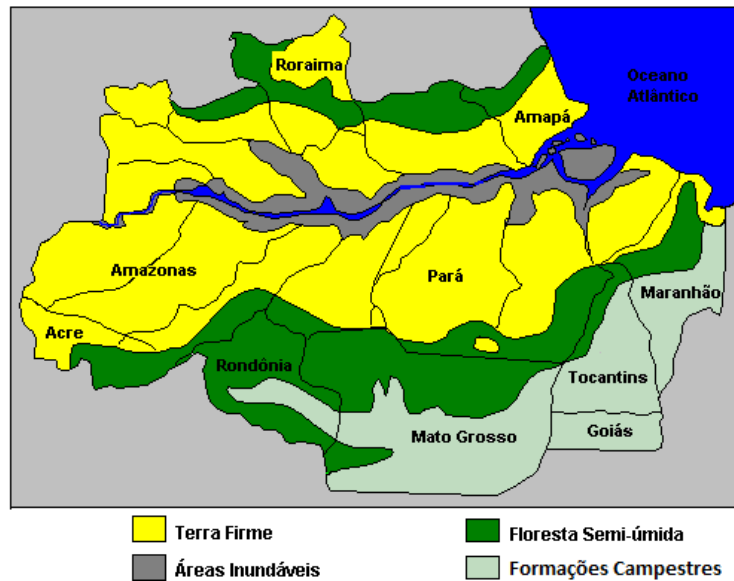 Roraima
Oceano
Atlântico
Amapá
Amazonas
Pará
Maranhão
Acre
Rondônia
Tocantins
Mato Grosso
Goiás
Terra Firme
Floresta Semi-úmida
Áreas Inundáveis
Formações Campestres